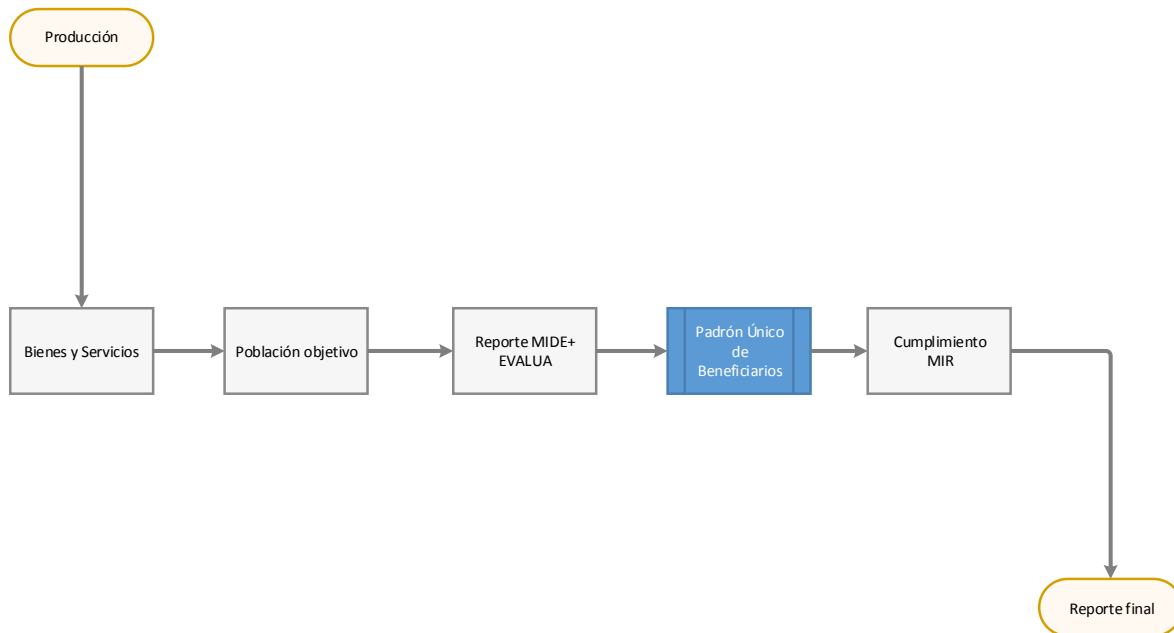 Producción
Bienes y Servicios
Población objetivo
Reporte MIDE+
EVALUA
Padrón Único
de
Beneficiarios
Cumplimiento
MIR
Reporte final